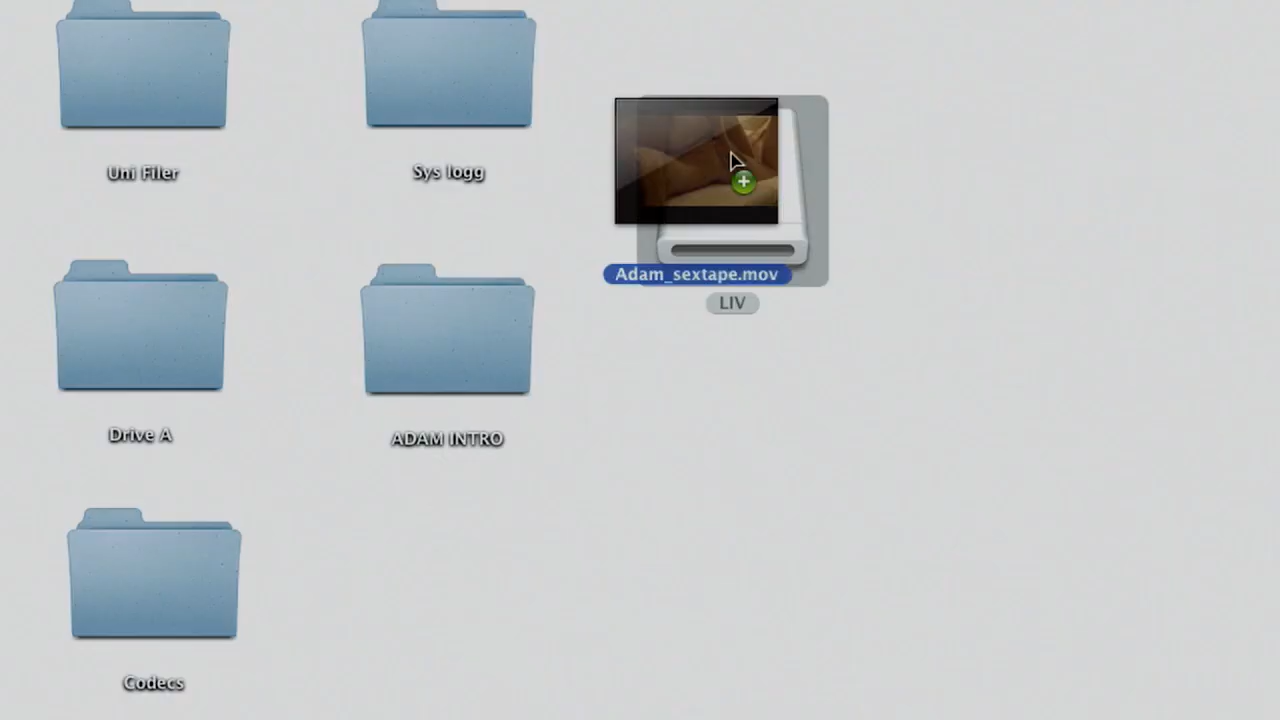 Uni Filer
Sys logg
Adam_sextape.mov
LIV
Drive A
ADAM INTRO
Codecs